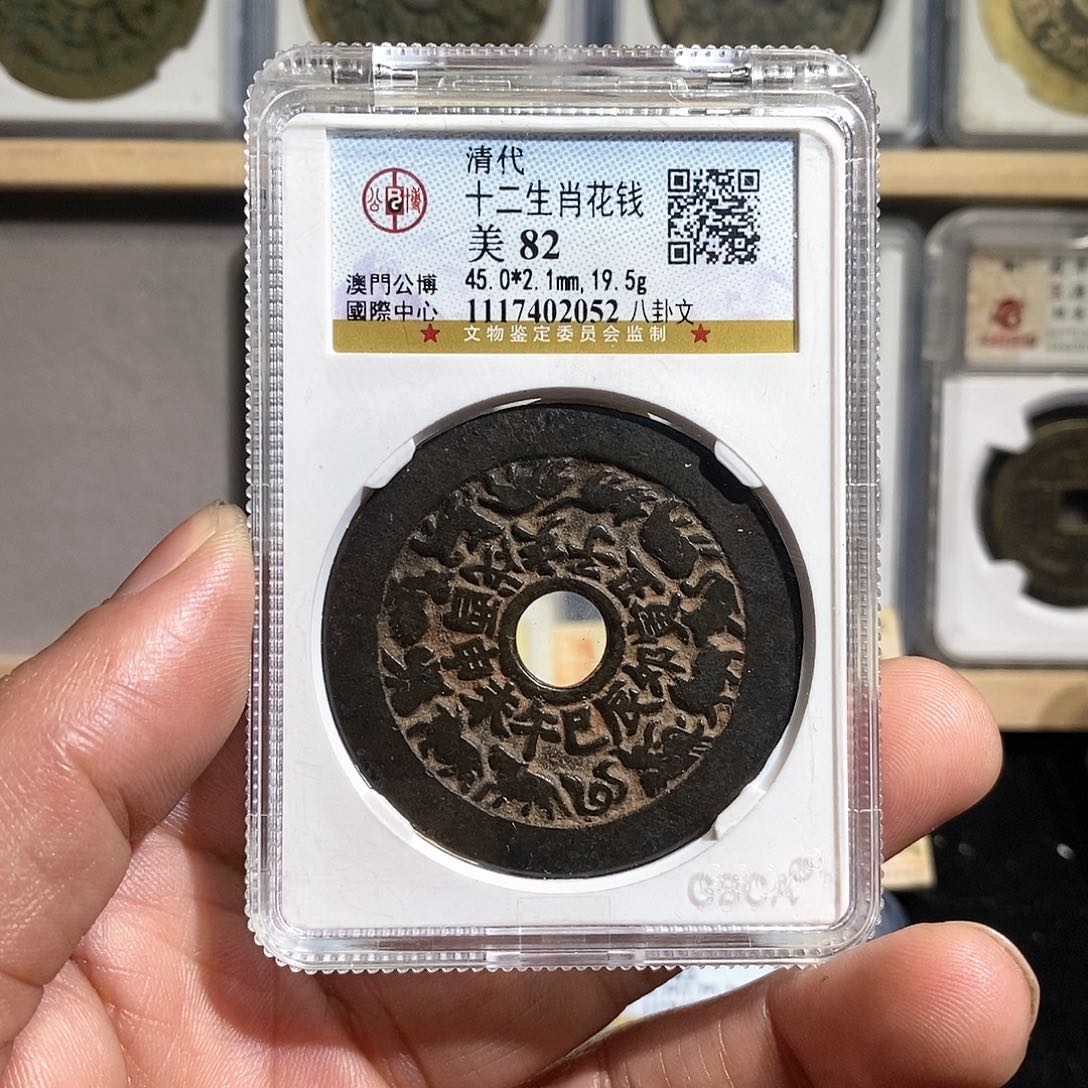 清代
十二生肖花钱
美 82
公 博
澳門公博 45.0*2.1mm,19.5g
國際中心 1117402052 八卦文
★ 文物鉴定委员会监制 ★
子
丑
寅
卯
辰
巳
午
未
申
酉
戌
亥